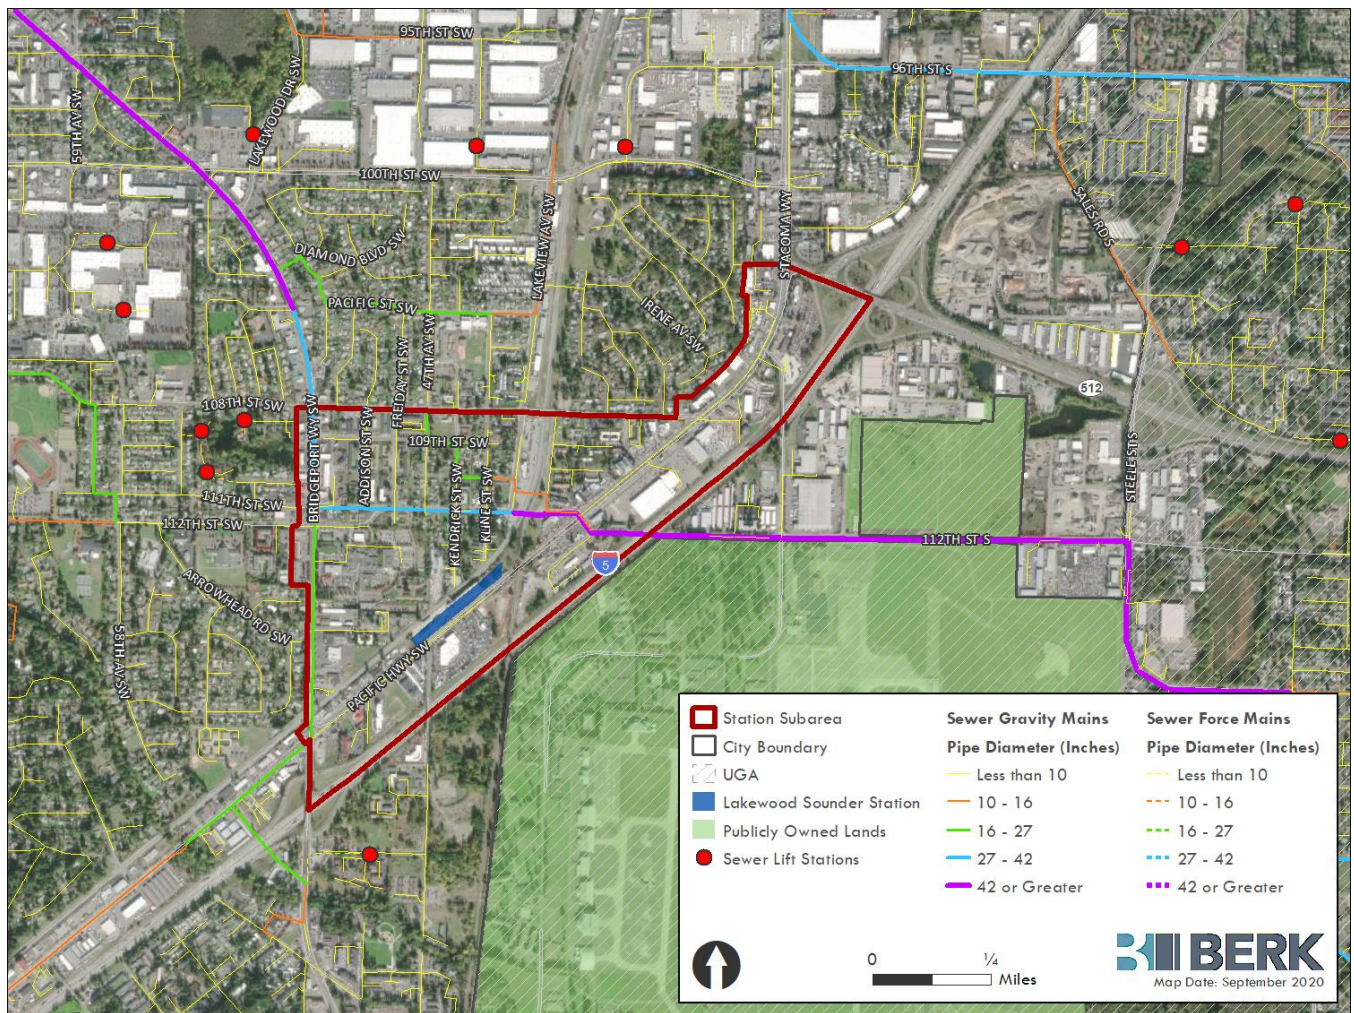 95TH ST SW
96TH ST S
59TH AV SW
LAKEWOOD DR SW
100TH ST SW
LAKEVIEW AV SW
S TACOMA WY
SALES RD S
DIAMOND BLVD SW
PACIFIC ST SW
IRENE AV SW
47TH AV SW
FREIDAY ST SW
512
108TH ST SW
BRIDGEPORT WY SW
ADDISON ST SW
109TH ST SW
KENDRICK ST SW
KLINE ST SW
STEELE ST S
111TH ST SW
112TH ST SW
112TH ST S
5
ARROWHEAD RD SW
58TH AV SW
PACIFIC HWY SW
Station Subarea
City Boundary
UGA
Lakewood Sounder Station
Publicly Owned Lands
Sewer Lift Stations
Sewer Gravity Mains
Pipe Diameter (Inches)
Less than 10
10 - 16
16 - 27
27 - 42
42 or Greater
Sewer Force Mains
Pipe Diameter (Inches)
Less than 10
10 - 16
16 - 27
27 - 42
42 or Greater
0 ¼
Miles
BERK
Map Date: September 2020